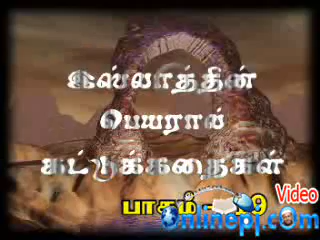 இஸ்லாத்தின்
பெயரால்
கட்டுக்கதைகள்
பாகம்
Video
Onlinepj.com